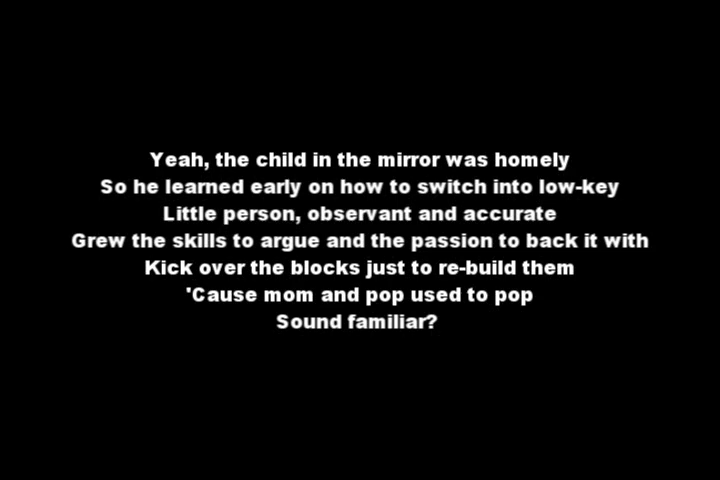 Yeah, the child in the mirror was homely
So he learned early on how to switch into low-key
Little person, observant and accurate
Grew the skills to argue and the passion to back it with
Kick over the blocks just to re-build them
'Cause mom and pop used to pop
Sound familiar?